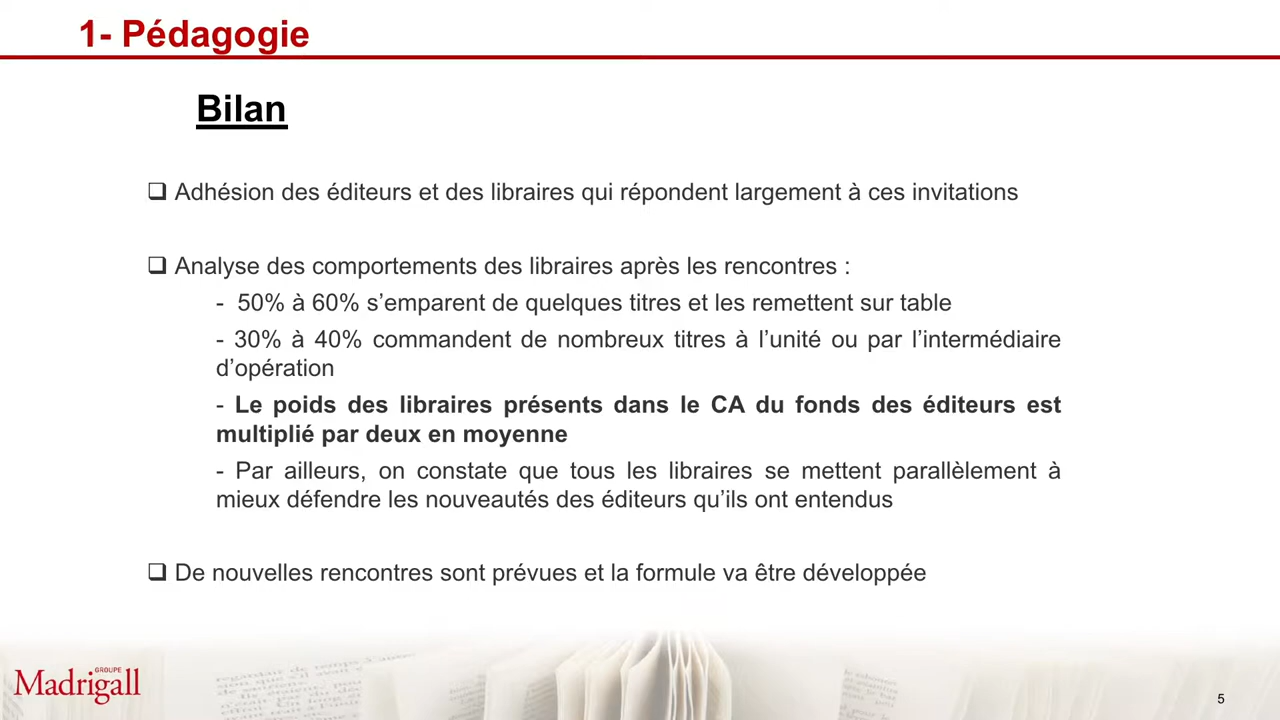 1- Pédagogie
Bilan
❑ Adhésion des éditeurs et des libraires qui répondent largement à ces invitations
❑ Analyse des comportements des libraires après les rencontres :
- 50% à 60% s’emparent de quelques titres et les remettent sur table
- 30% à 40% commandent de nombreux titres à l’unité ou par l’intermédiaire
d’opération
- Le poids des libraires présents dans le CA du fonds des éditeurs est
multiplié par deux en moyenne
- Par ailleurs, on constate que tous les libraires se mettent parallèlement à
mieux défendre les nouveautés des éditeurs qu’ils ont entendus
❑ De nouvelles rencontres sont prévues et la formule va être développée
GROUPE
Madrigall
5